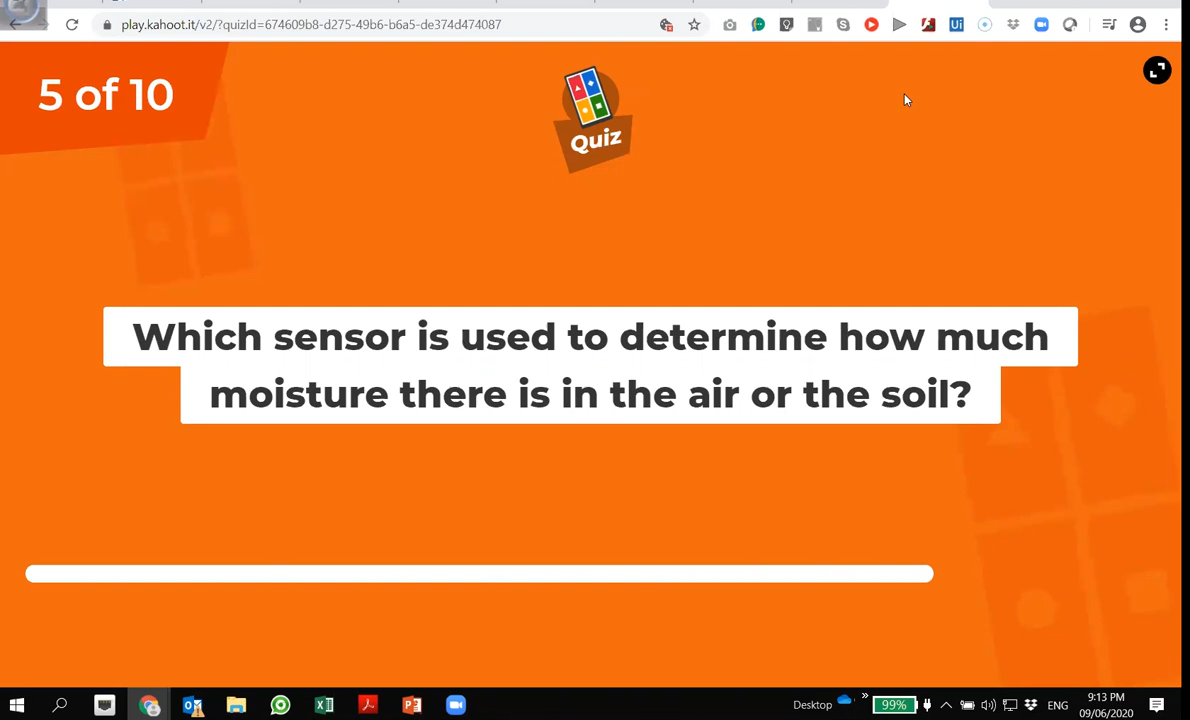 play.kahoot.it/v2/?quizId=674609b8-d275-49b6-b6a5-de374d474087
5 of 10
Quiz
Which sensor is used to determine how much
moisture there is in the air or the soil?
Desktop
99%
ENG
9:13 PM
09/06/2020